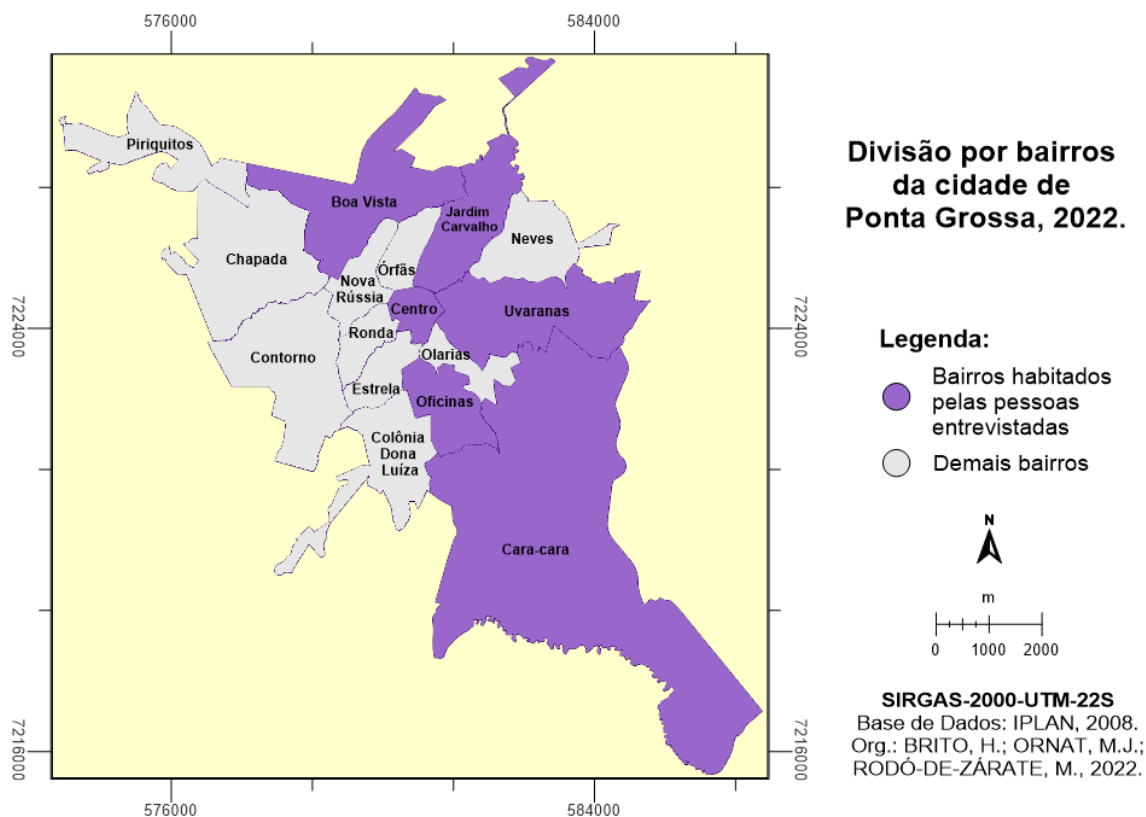 576000
584000
Piriquitos
Boa Vista
Jardim
Carvalho
Neves
Chapada
Órfãs
Nova
Rússia
Centro
Uvaranas
7224000
7224000
Ronda
Contorno
Olarias
Estrela
Oficinas
Colônia
Dona
Luíza
Cara-cara
7216000
7216000
576000
584000
Divisão por bairros
da cidade de
Ponta Grossa, 2022.
Legenda:
Bairros habitados
pelas pessoas
entrevistadas
Demais bairros
N
m
0 1000 2000
SIRGAS-2000-UTM-22S
Base de Dados: IPLAN, 2008.
Org.: BRITO, H.; ORNAT, M.J.;
RODÓ-DE-ZÁRATE, M., 2022.